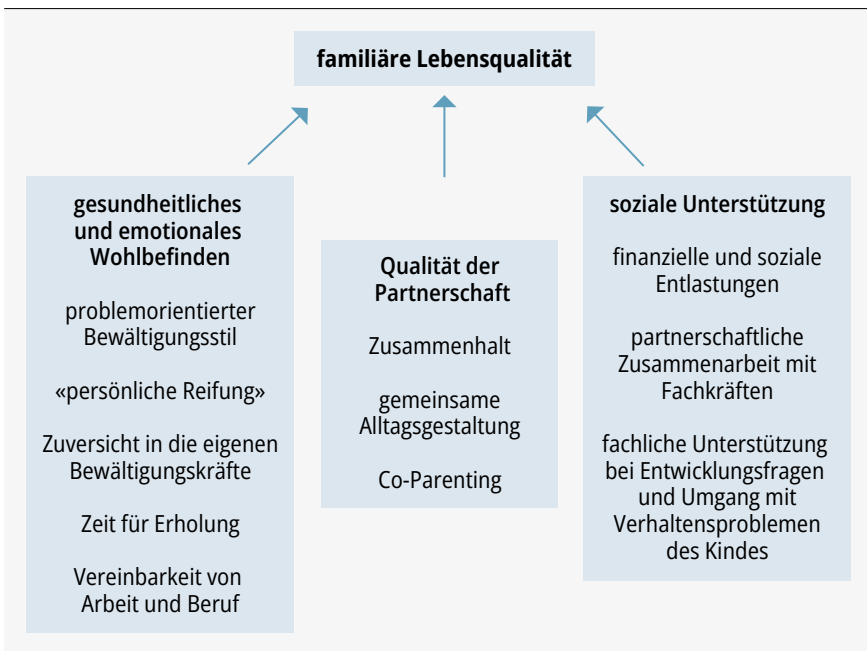 familiäre Lebensqualität
gesundheitliches
und emotionales
Wohlbefinden
problemorientierter
Bewältigungsstil
«persönliche Reifung»
Zuversicht in die eigenen
Bewältigungskräfte
Zeit für Erholung
Vereinbarkeit von
Arbeit und Beruf
Qualität der
Partnerschaft
Zusammenhalt
gemeinsame
Alltagsgestaltung
Co-Parenting
soziale Unterstützung
finanzielle und soziale
Entlastungen
partnerschaftliche
Zusammenarbeit mit
Fachkräften
fachliche Unterstützung
bei Entwicklungsfragen
und Umgang mit
Verhaltensproblemen
des Kindes